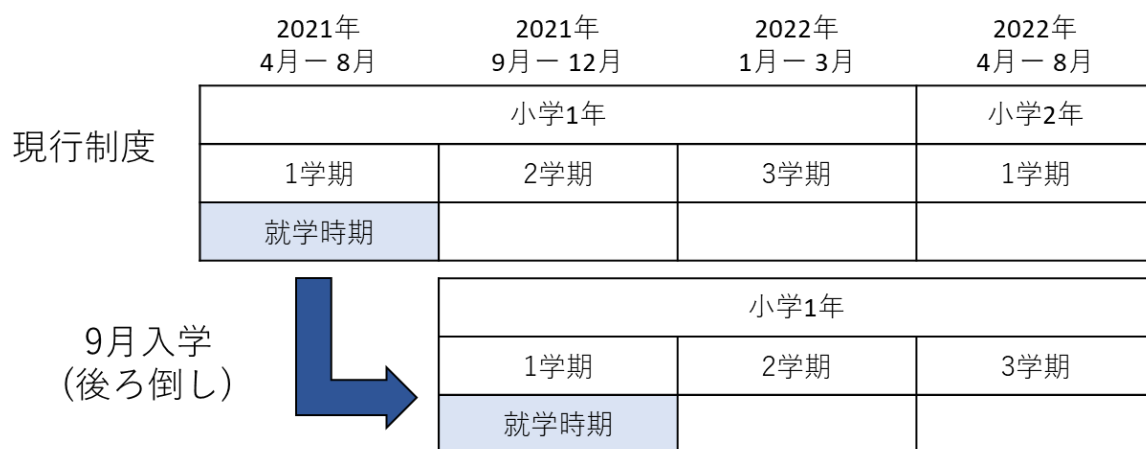 2021年
4月ー 8月
2021年
9月ー 12月
2022年
1月ー 3月
2022年
4月ー 8月
現行制度
小学1年
小学2年
1学期
2学期
3学期
1学期
就学時期
9月入学
(後ろ倒し)
小学1年
1学期
2学期
3学期
就学時期